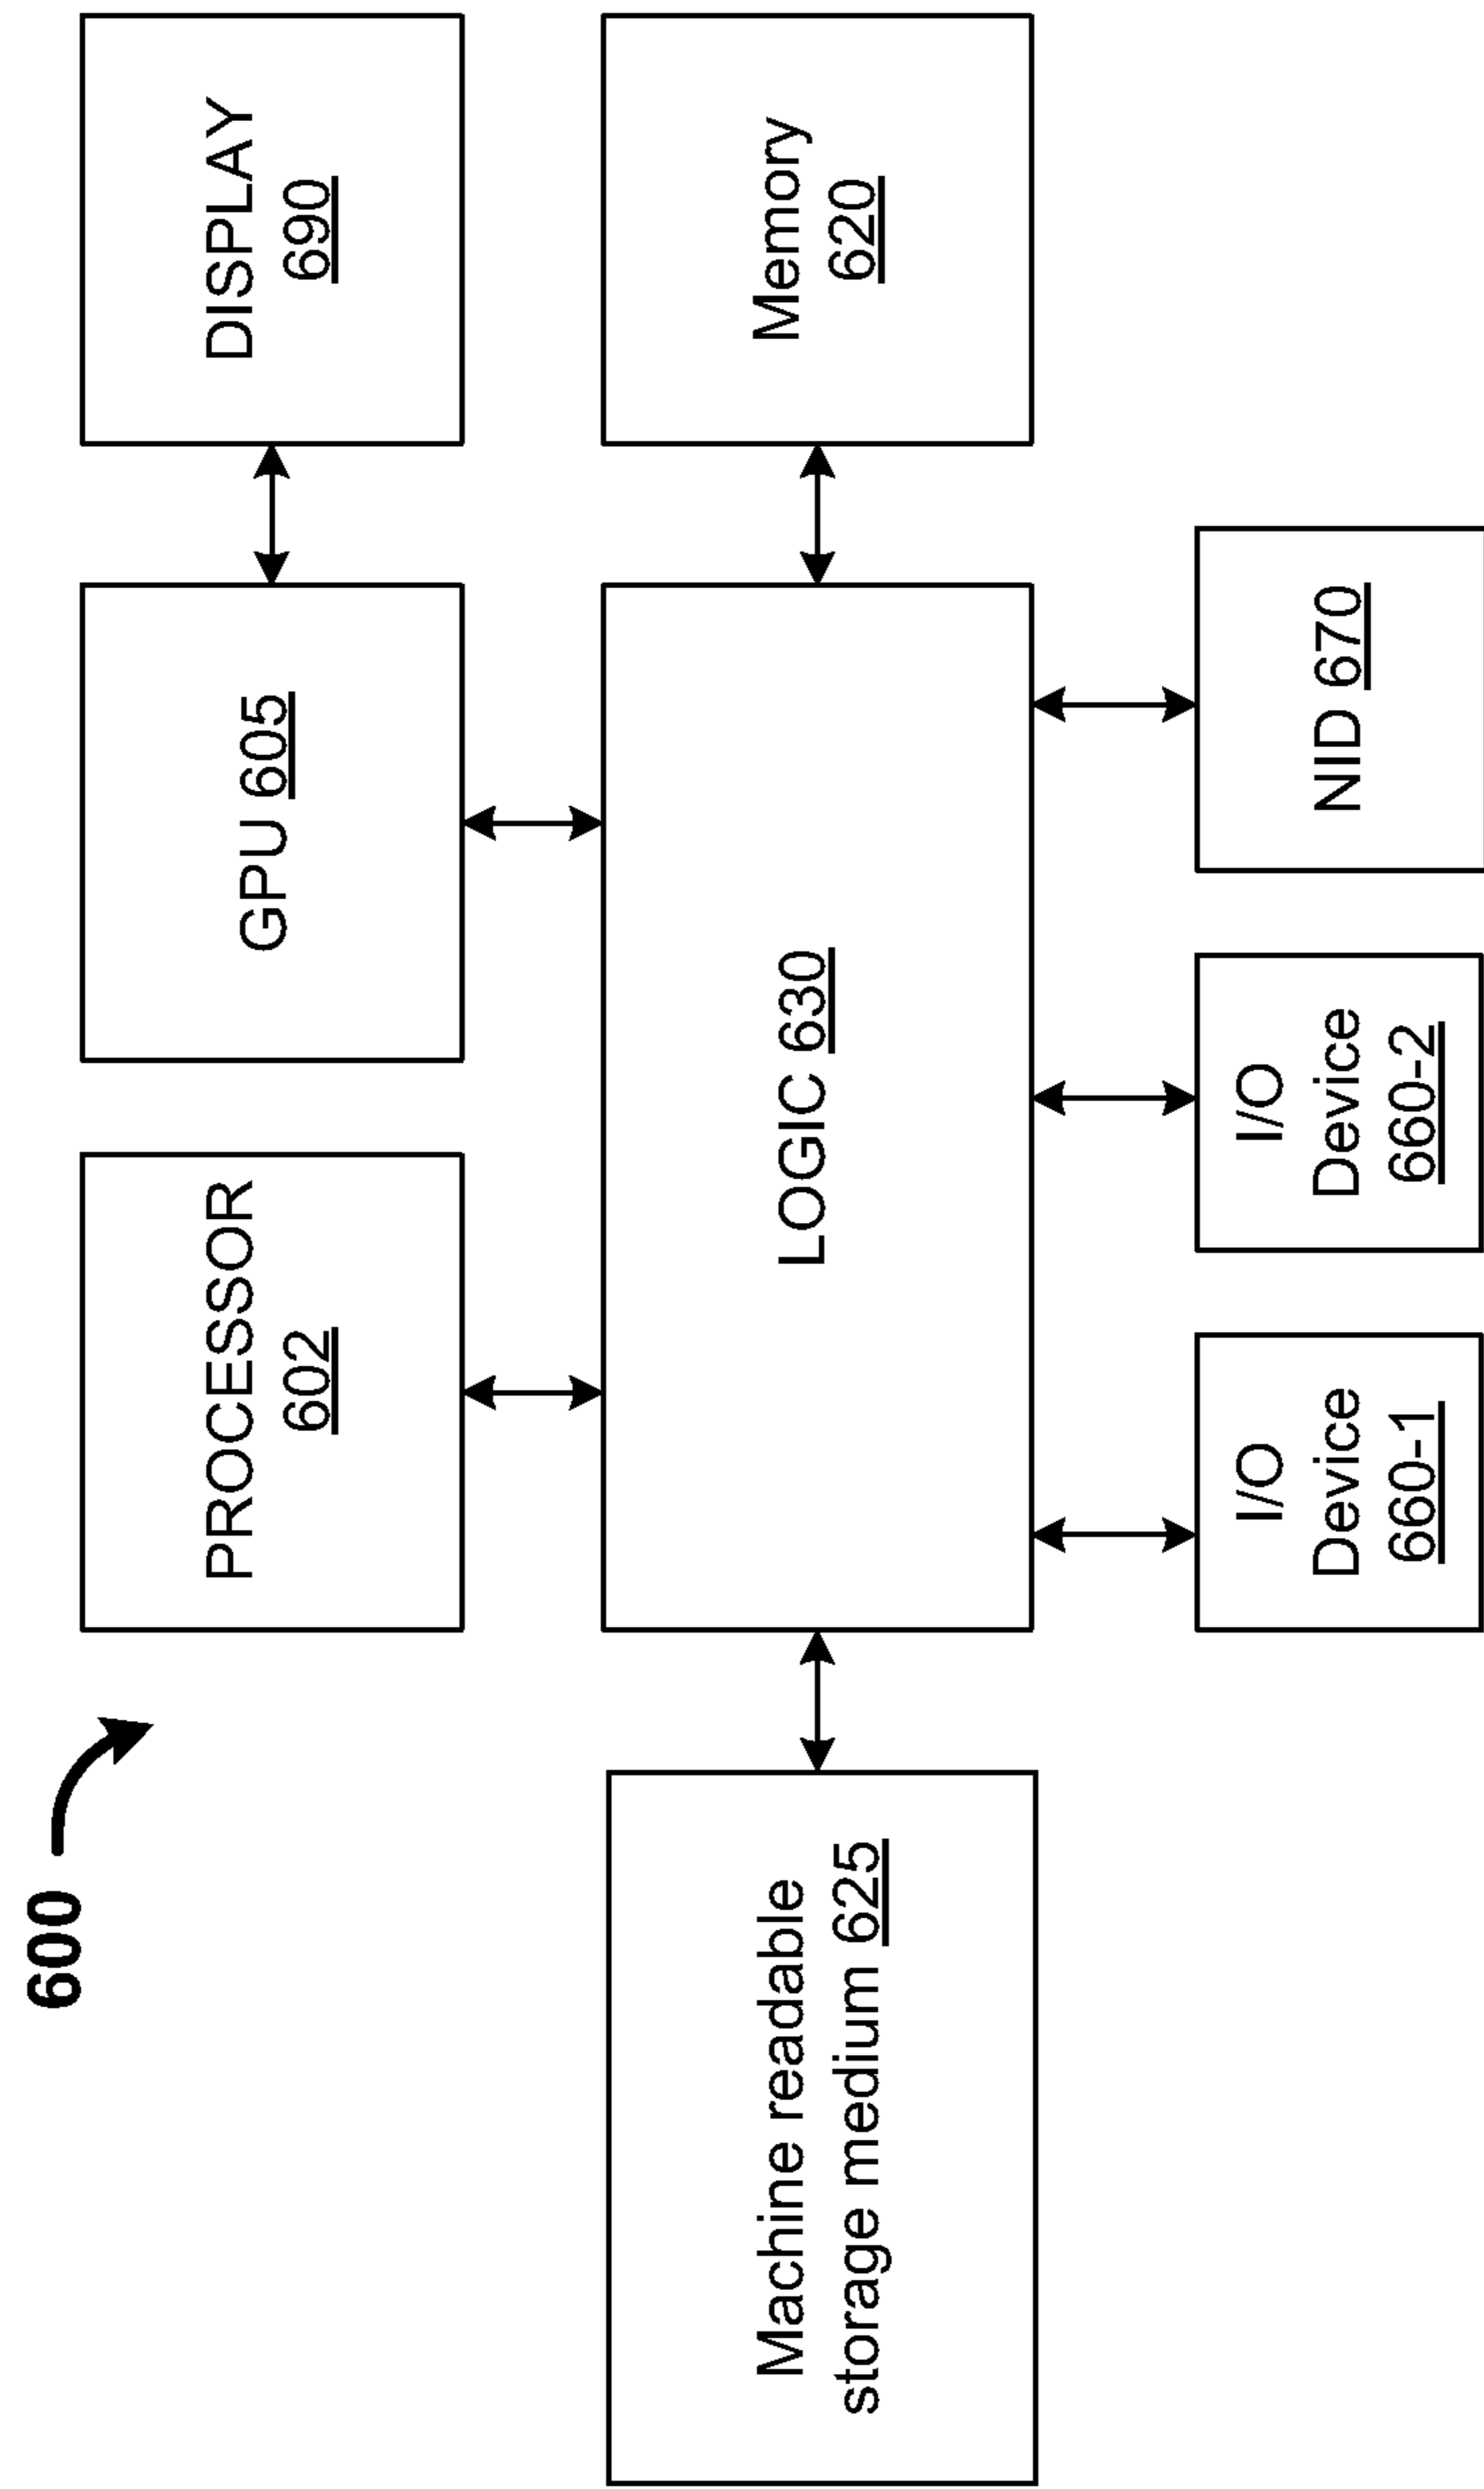 600
PROCESSOR
602
GPU 605
DISPLAY
690
Machine readable
storage medium 625
LOGIC 630
Memory
620
I/O
Device
660-1
I/O
Device
660-2
NID 670